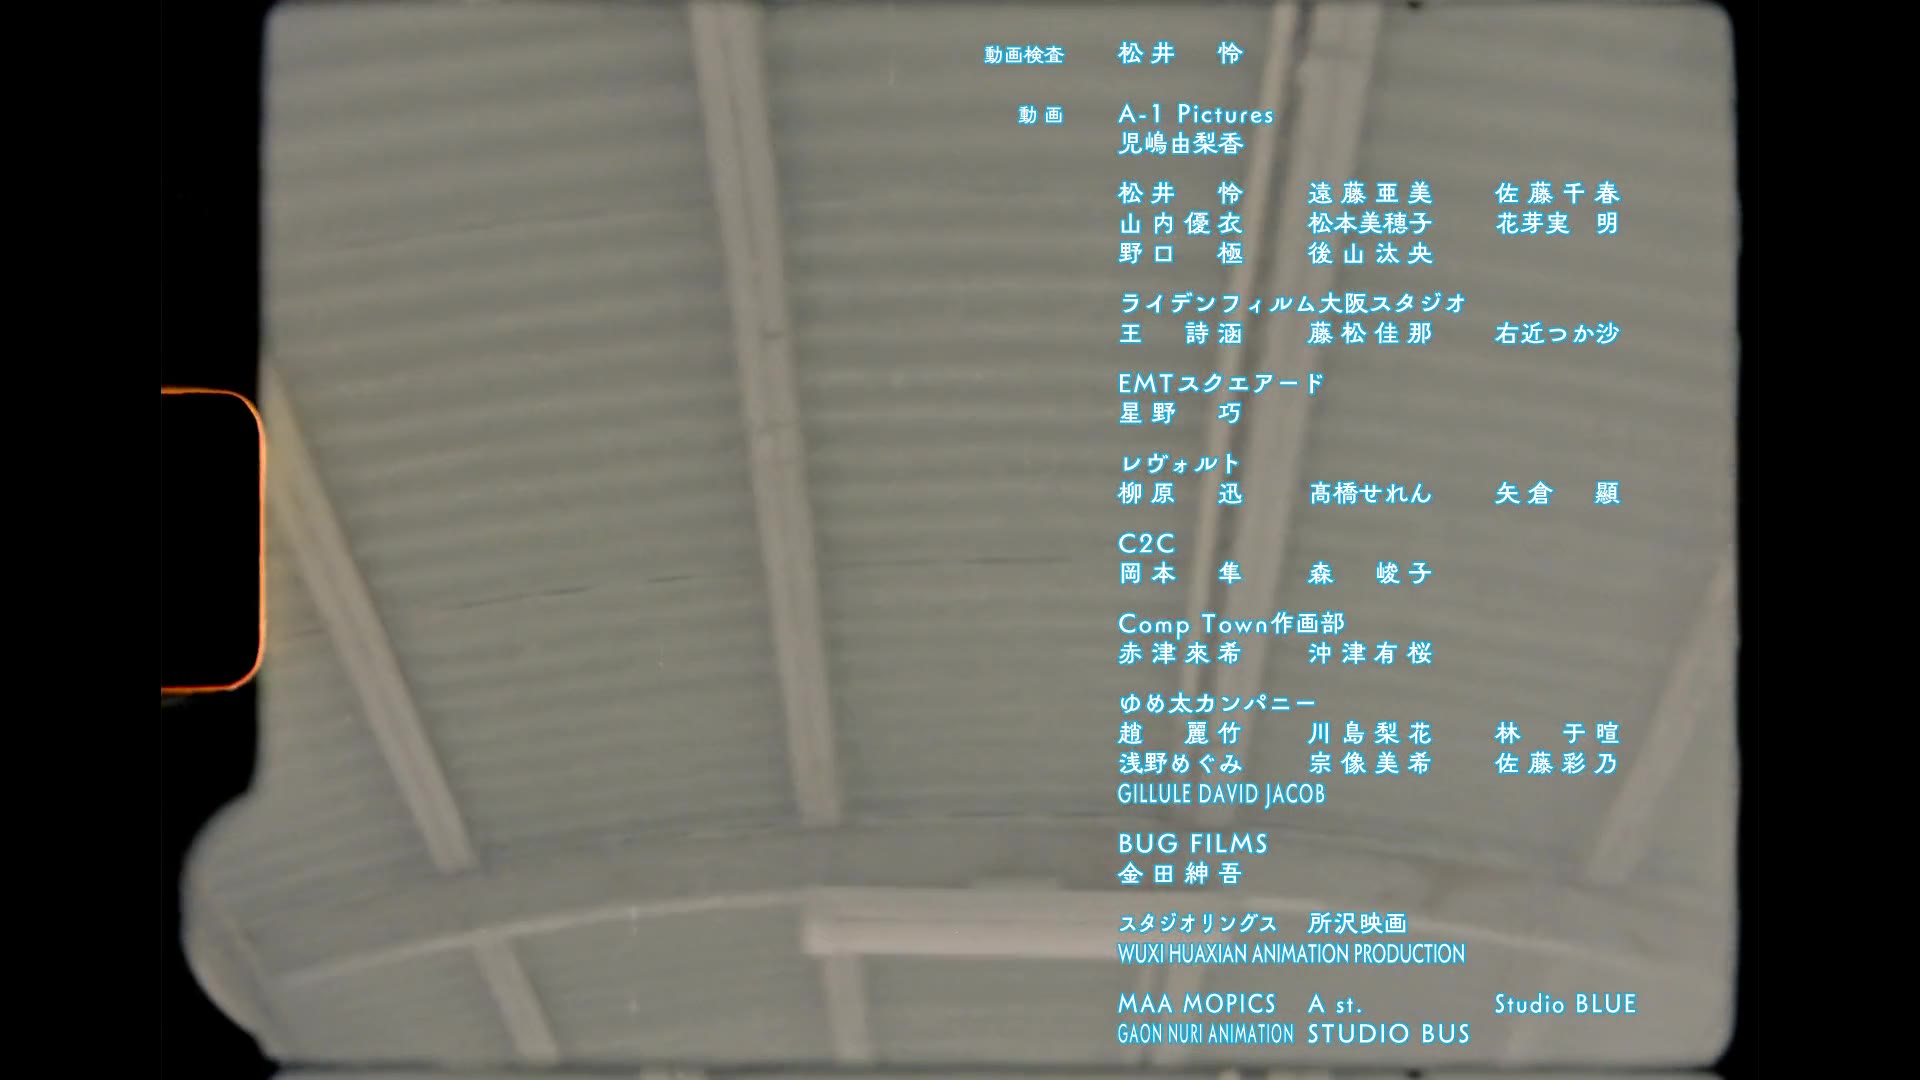 動画検査 松井 怜
動画 A-1 Pictures
児嶋由梨香
松井 怜 遠藤亜美 佐藤千春
山内優衣 松本美穂子 花芽実 明
野口 極 後山汰央
ライデンフィルム大阪スタジオ
王 詩涵 藤松佳那 右近つか沙
EMTスクエアード
星野 巧
レヴォルト
柳原 迅 髙橋せれん 矢倉 顯
C2C
岡本 隼 森 峻子
Comp Town作画部
赤津來希 沖津有桜
ゆめ太カンパニー
趙 麗竹 川島梨花 林 于暄
浅野めぐみ 宗像美希 佐藤彩乃
GILLULE DAVID JACOB
BUG FILMS
金田紳吾
スタジオリングス 所沢映画
WUXI HUAXIAN ANIMATION PRODUCTION
MAA MOPICS A st. Studio BLUE
GAON NURI ANIMATION STUDIO BUS